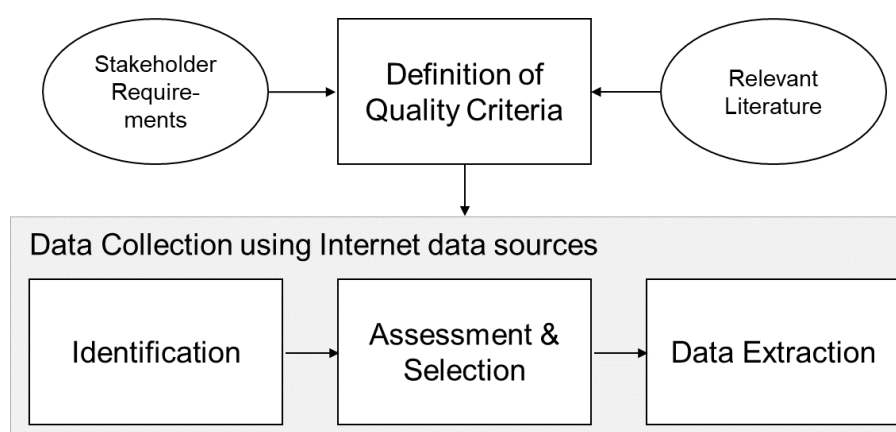 Stakeholder
Require-
ments
Definition of
Quality Criteria
Relevant
Literature
Data Collection using Internet data sources
Identification
Assessment &
Selection
Data Extraction